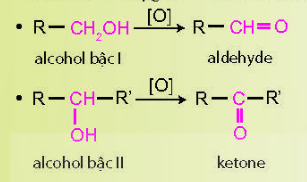 • R—CH₂OH [O]→ R—CH=O
alcohol bậc I aldehyde
• R—CH—R' [O]→ R—C—R'
OH O
alcohol bậc II ketone